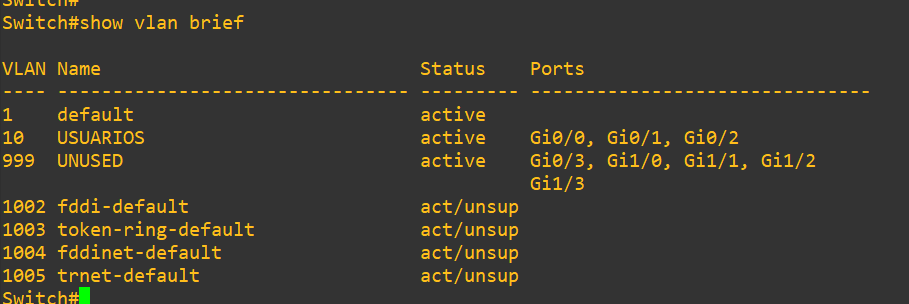 Switch#
Switch#show vlan brief
VLAN Name                             Status    Ports
---- -------------------------------- --------- -------------------------------
1    default                          active
10   USUARIOS                         active    Gi0/0, Gi0/1, Gi0/2
999  UNUSED                           active    Gi0/3, Gi1/0, Gi1/1, Gi1/2
                                                Gi1/3
1002 fddi-default                     act/unsup
1003 token-ring-default               act/unsup
1004 fddinet-default                  act/unsup
1005 trnet-default                    act/unsup
Switch#